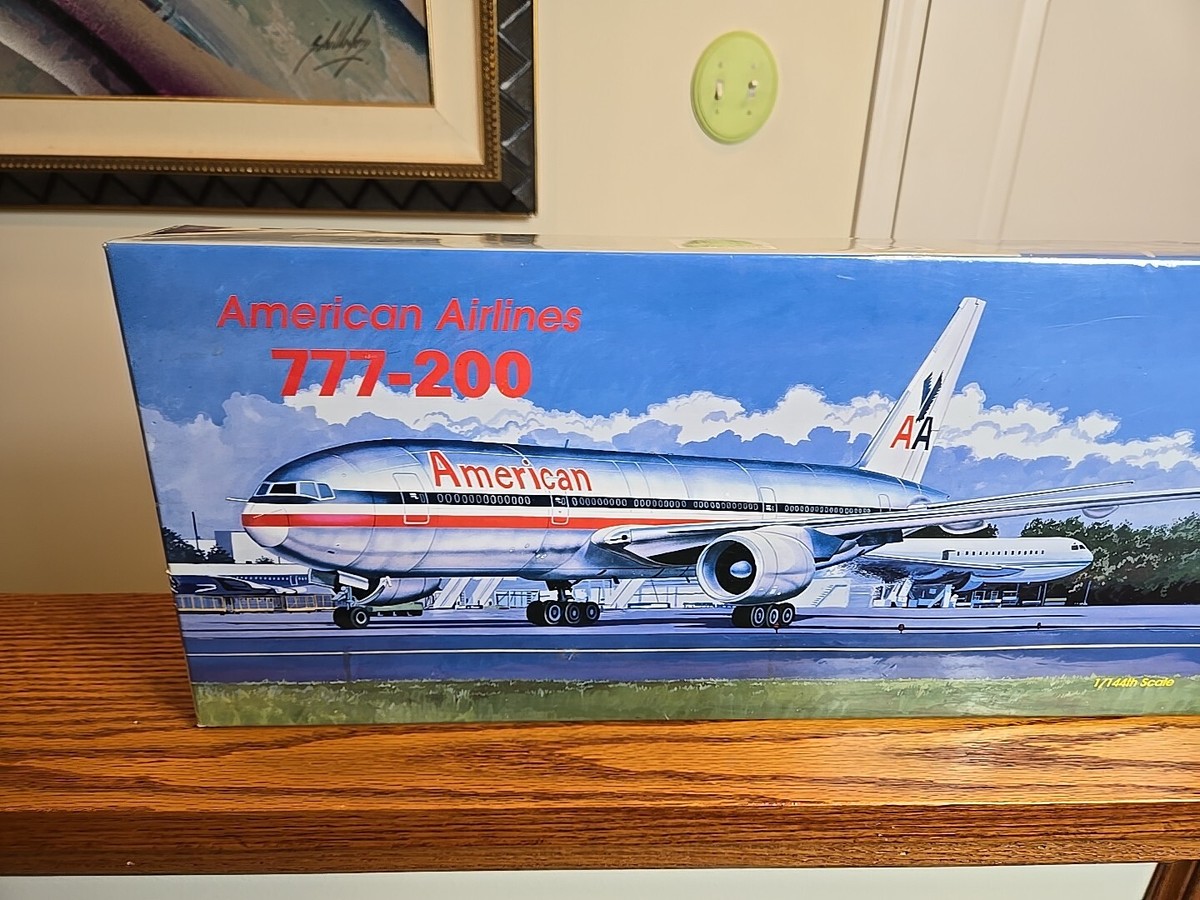 American Airlines
777-200
American
AA
1/144th Scale